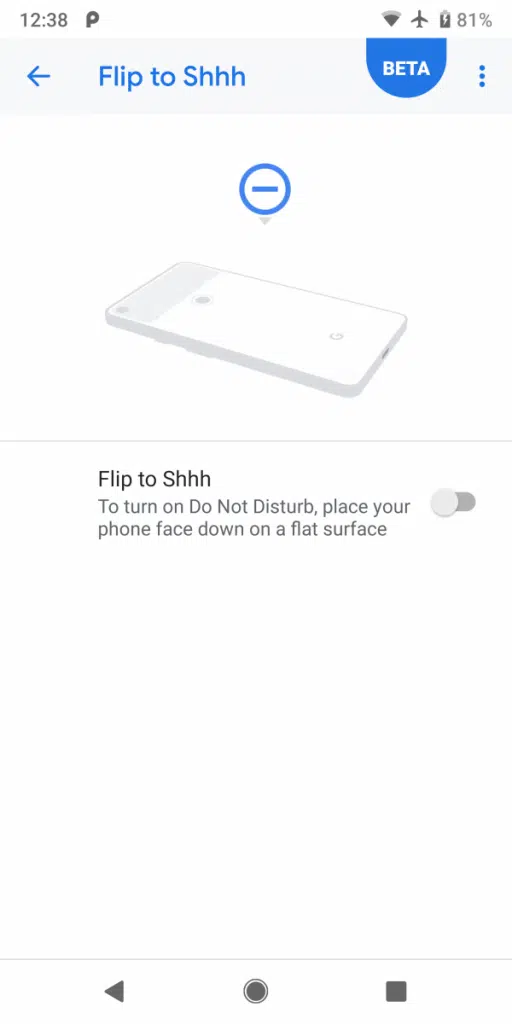 12:38 81%
Flip to Shhh
BETA
G
Flip to Shhh
To turn on Do Not Disturb, place your
phone face down on a flat surface